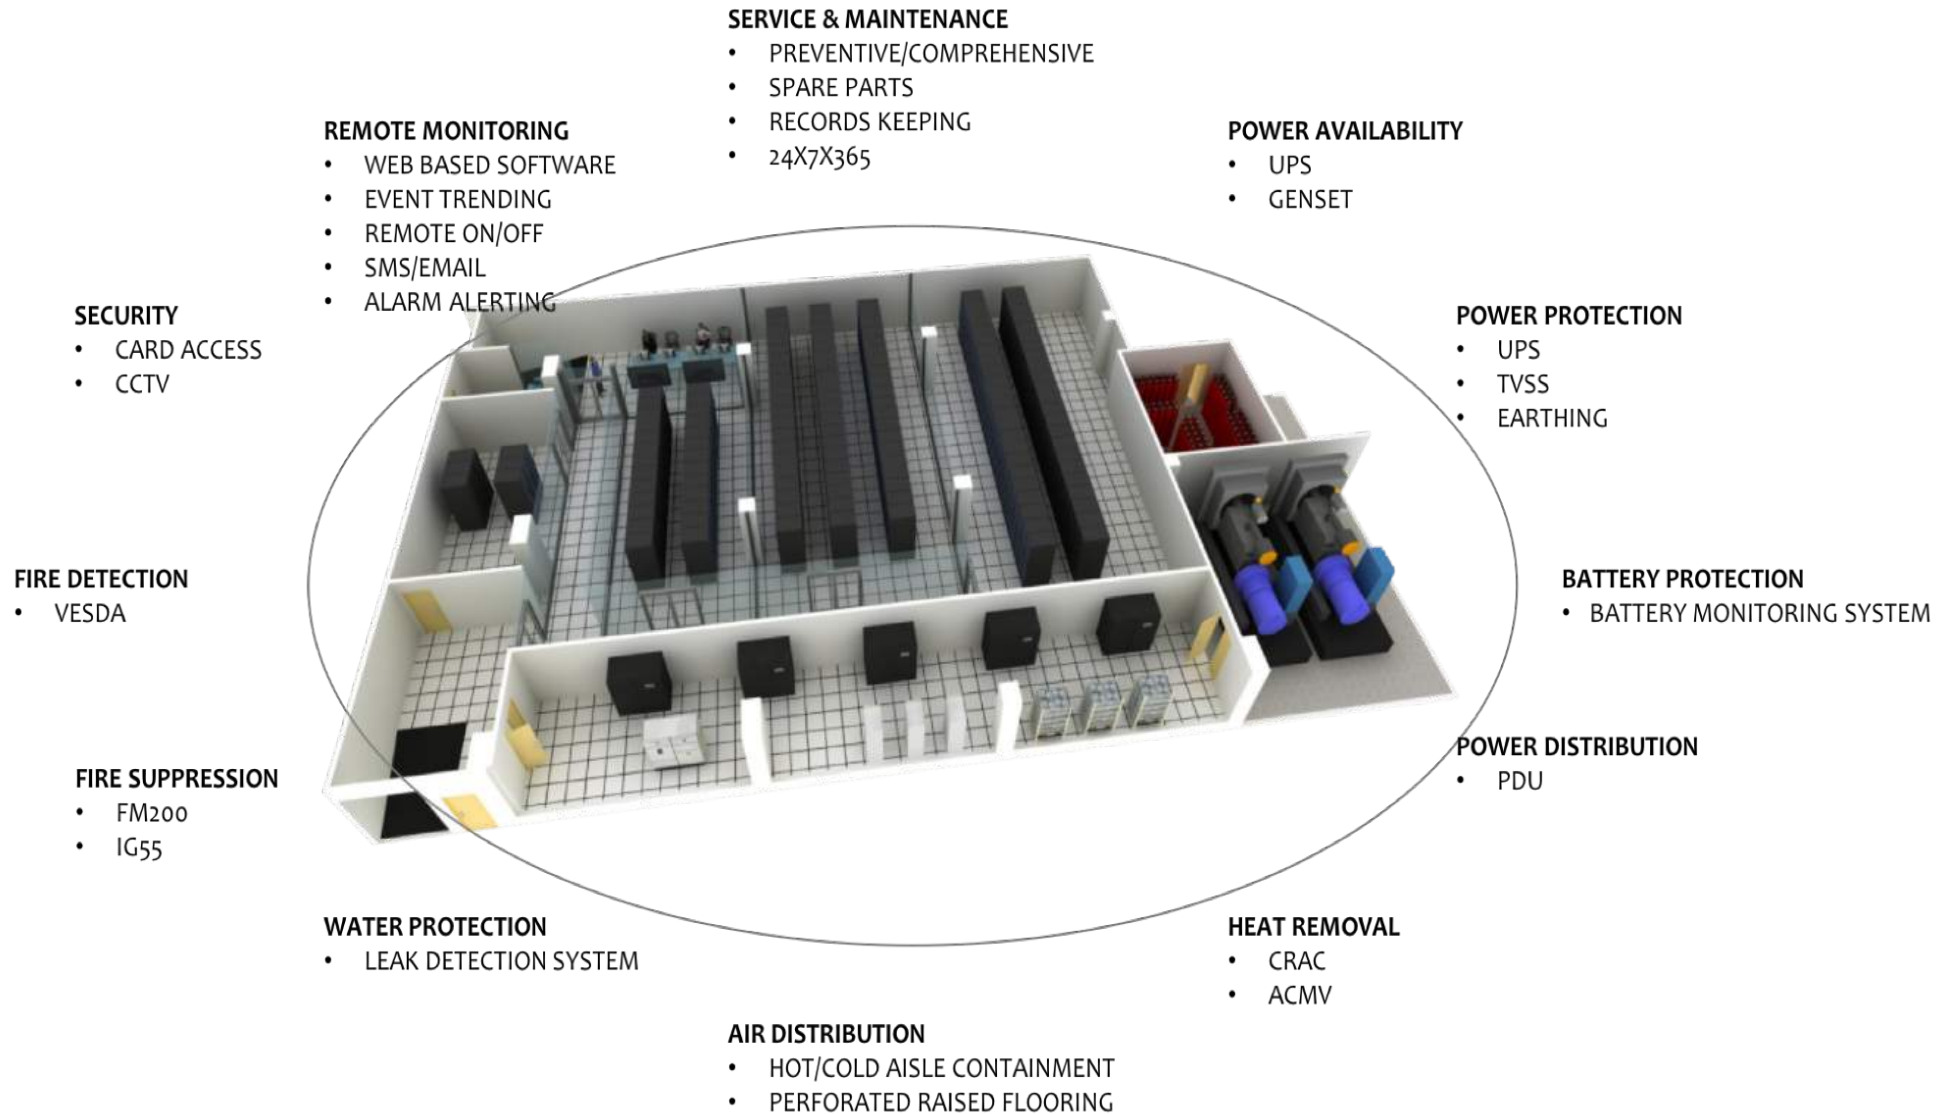 SERVICE & MAINTENANCE
• PREVENTIVE/COMPREHENSIVE
• SPARE PARTS
• RECORDS KEEPING
• 24X7X365
REMOTE MONITORING
• WEB BASED SOFTWARE
• EVENT TRENDING
• REMOTE ON/OFF
• SMS/EMAIL
• ALARM ALERTING
POWER AVAILABILITY
• UPS
• GENSET
SECURITY
• CARD ACCESS
• CCTV
POWER PROTECTION
• UPS
• TVSS
• EARTHING
FIRE DETECTION
• VESDA
BATTERY PROTECTION
• BATTERY MONITORING SYSTEM
FIRE SUPPRESSION
• FM200
• IG55
POWER DISTRIBUTION
• PDU
WATER PROTECTION
• LEAK DETECTION SYSTEM
HEAT REMOVAL
• CRAC
• ACMV
AIR DISTRIBUTION
• HOT/COLD AISLE CONTAINMENT
• PERFORATED RAISED FLOORING